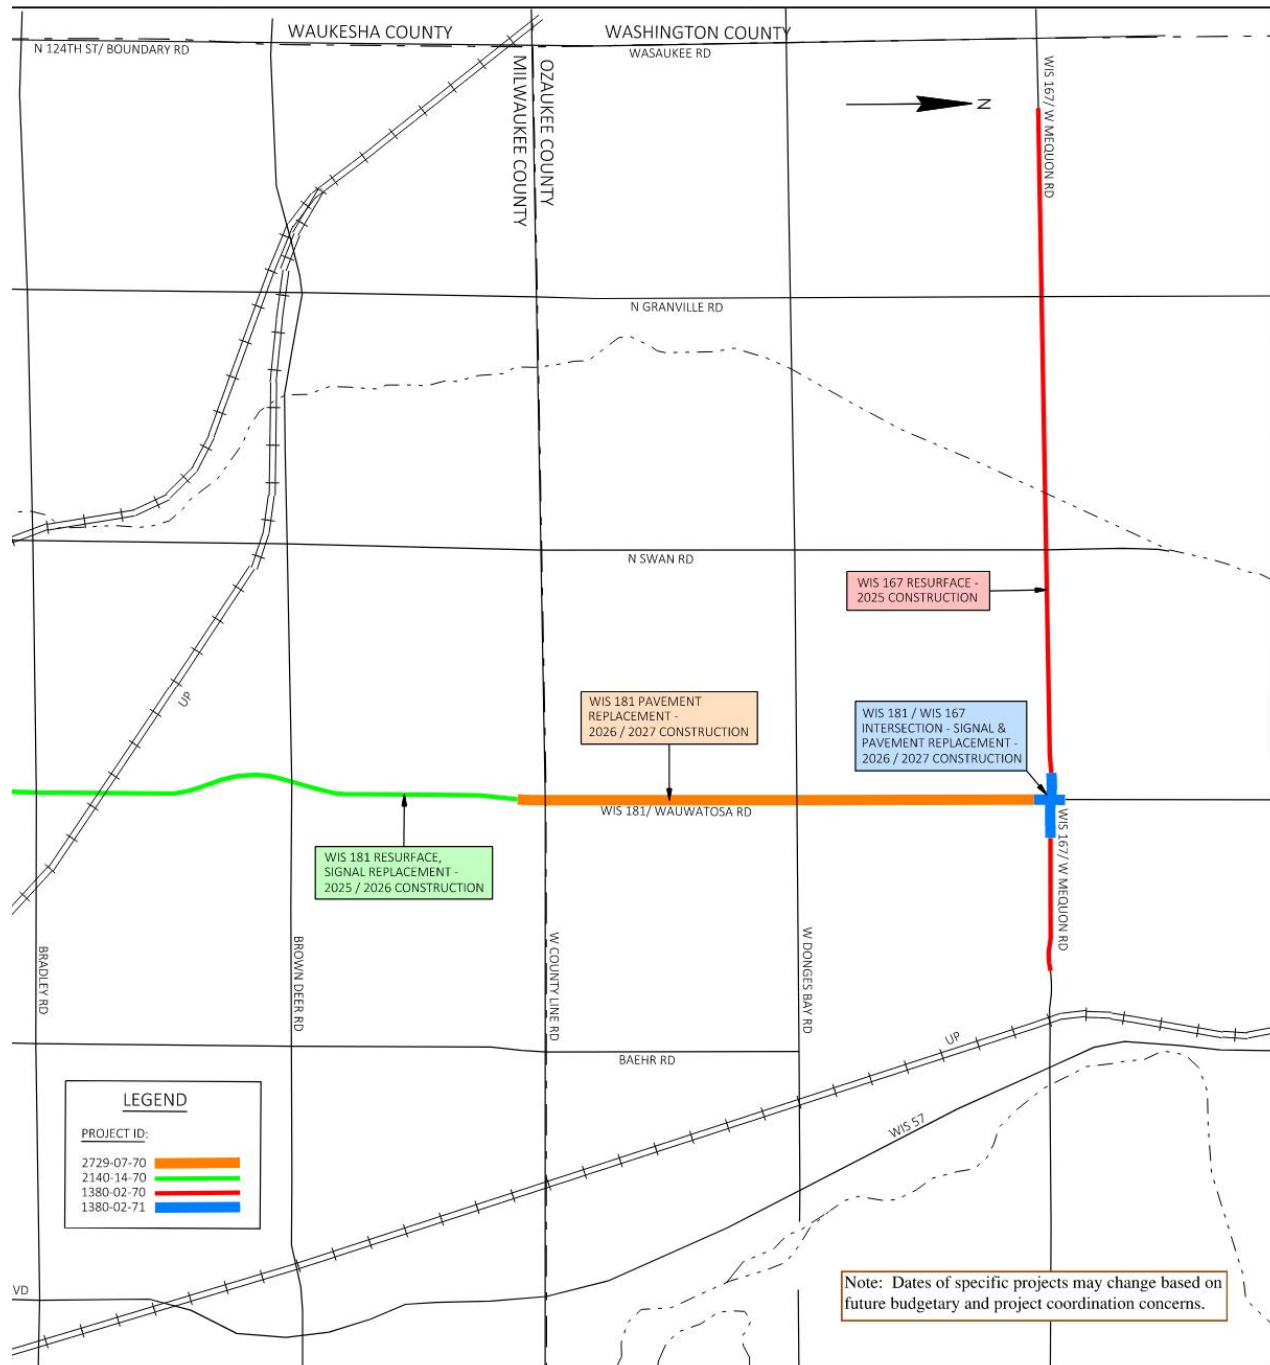 WAUKESHA COUNTY
WASHINGTON COUNTY
N 124TH ST/ BOUNDARY RD
WASAUKEE RD
OZAUKEE COUNTY
MILWAUKEE COUNTY
N
WIS 167/ W MEQUON RD
N GRANVILLE RD
N SWAN RD
WIS 167 RESURFACE -
2025 CONSTRUCTION
UP
WIS 181 PAVEMENT
REPLACEMENT -
2026 / 2027 CONSTRUCTION
WIS 181 / WIS 167
INTERSECTION - SIGNAL &
PAVEMENT REPLACEMENT -
2026 / 2027 CONSTRUCTION
WIS 181/ WAUWATOSA RD
WIS 167/ W MEQUON RD
WIS 181 RESURFACE,
SIGNAL REPLACEMENT -
2025 / 2026 CONSTRUCTION
BRADLEY RD
BROWN DEER RD
W COUNTY LINE RD
W DONGES BAY RD
UP
BAEHR RD
WIS 57
LEGEND
PROJECT ID:
2729-07-70
2140-14-70
1380-02-70
1380-02-71
VD
Note: Dates of specific projects may change based on
future budgetary and project coordination concerns.